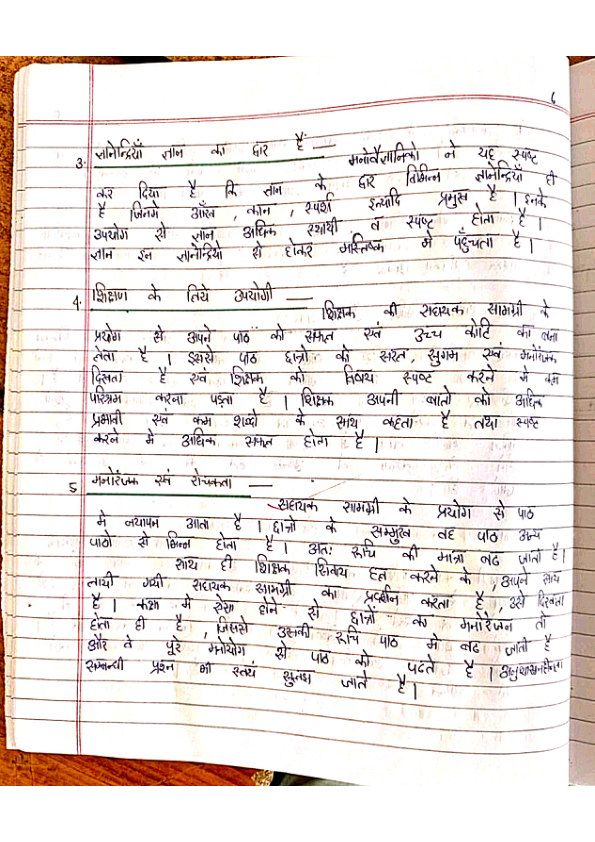 6
3. ज्ञानेन्द्रियाँ ज्ञान का द्वार हैं —
मनोवैज्ञानिको ने यह स्पष्ट
कर दिया है कि ज्ञान के द्वार विभिन्न ज्ञानेन्द्रियाँ ही
है जिनमे आँख, कान, स्पर्श इत्यादि प्रमुख है। इनके
उपयोग से ज्ञान अधिक स्थायी व स्पष्ट होता है।
ज्ञान इन ज्ञानेन्द्रियो से होकर मस्तिष्क मे पहुँचता है।
4. शिक्षण के लिये उपयोगी —
शिक्षक की सहायक सामग्री के
प्रयोग से अपने पाठ को सफल एवं उच्च कोटि का बना
लेता है। इससे पाठ छात्रो को सरल, सुगम एवं मनोरंजक
दिखता है एवं शिक्षक को विषय स्पष्ट करने मे कम
परिश्रम करना पड़ता है। शिक्षक अपनी बातो को अधिक
प्रभावी एवं कम शब्दो के साथ कहता है तथा स्पष्ट
करने मे अधिक सफल होता है।
5 मनोरंजक एवं रोचकता —
सहायक सामग्री के प्रयोग से पाठ
मे नयापन आता है। छात्रो के सम्मुख वह पाठ अन्य
पाठो से भिन्न होता है। अतः रूचि की मात्रा बढ जाती है।
साथ ही शिक्षक हल करने के, अपने साथ
लायी गयी सहायक सामग्री का प्रदर्शन करता है, उसे दिखता
है। कक्षा मे ऐसा होने से छात्रों का मनोरंजन तो
होता ही है, जिससे उसकी रूचि पाठ मे बढ जाती है
और वे पूरे मनोयोग से पाठ को पढते है। अनुशासनहीनता
सम्बन्धी प्रश्न भी स्वयं सुलझ जाते है।